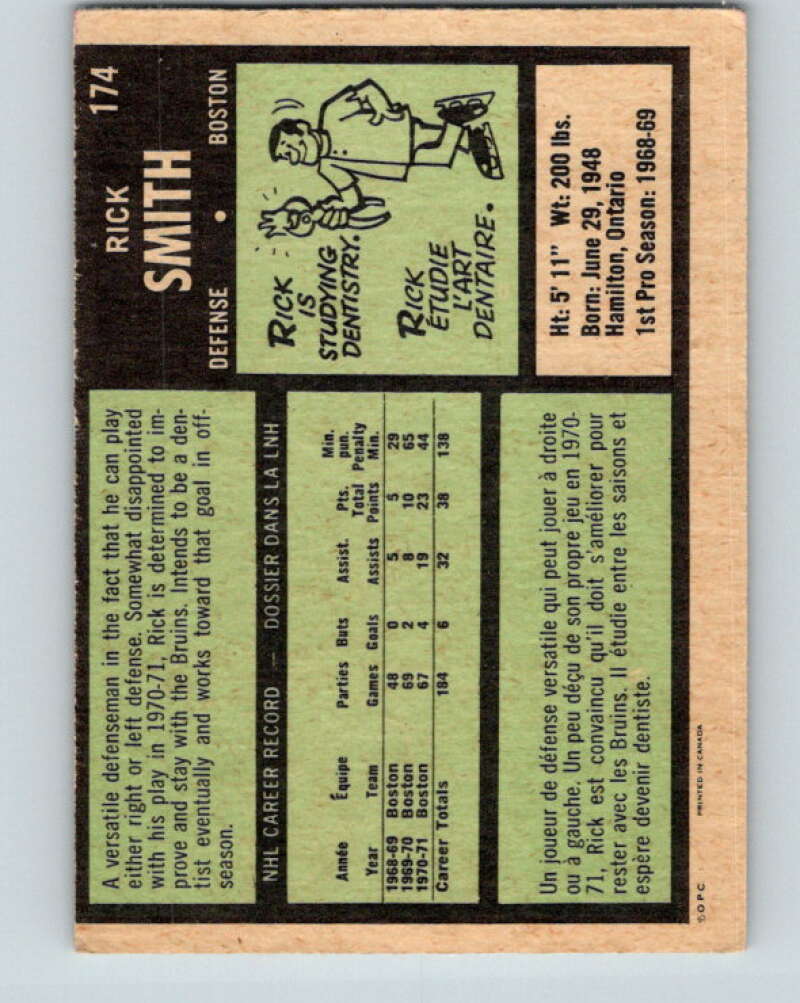 RICK 174
SMITH
DEFENSE • BOSTON
A versatile defenseman in the fact that he can play
either right or left defense. Somewhat disappointed
with his play in 1970-71, Rick is determined to im-
prove and stay with the Bruins. Intends to be a den-
tist eventually and works toward that goal in off-
season.
RICK
IS
STUDYING
DENTISTRY.
RICK
ÉTUDIE
L'ART
DENTAIRE.
NHL CAREER RECORD — DOSSIER DANS LA LNH
Année Équipe Parties Buts Assist. Pts. Min. pun.
Year Team Games Goals Assists Total Points Penalty Min.
1968-69 Boston 48 0 5 5 29
1969-70 Boston 69 2 8 10 65
1970-71 Boston 67 4 19 23 44
Career Totals 184 6 32 38 138
Ht: 5' 11" Wt: 200 lbs.
Born: June 29, 1948
Hamilton, Ontario
1st Pro Season: 1968-69
Un joueur de défense versatile qui peut jouer à droite
ou à gauche. Un peu déçu de son propre jeu en 1970-
71, Rick est convaincu qu'il doit s'améliorer pour
rester avec les Bruins. Il étudie entre les saisons et
espère devenir dentiste.
©O P C PRINTED IN CANADA